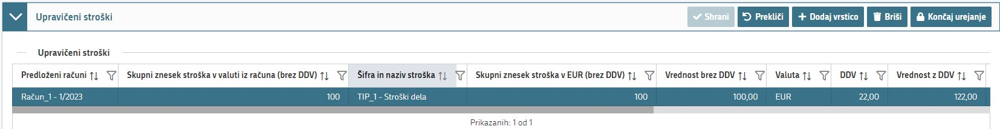 Upravičeni stroški
Shrani Prekliči Dodaj vrstico Briši Končaj urejanje
Upravičeni stroški
Predloženi računi Skupni znesek stroška v valuti iz računa (brez DDV) Šifra in naziv stroška Skupni znesek stroška v EUR (brez DDV) Vrednost brez DDV Valuta DDV Vrednost z DDV
Račun_1 - 1/2023 100 TIP_1 - Stroški dela 100 100,00 EUR 22,00 122,00
Prikazanih: 1 od 1